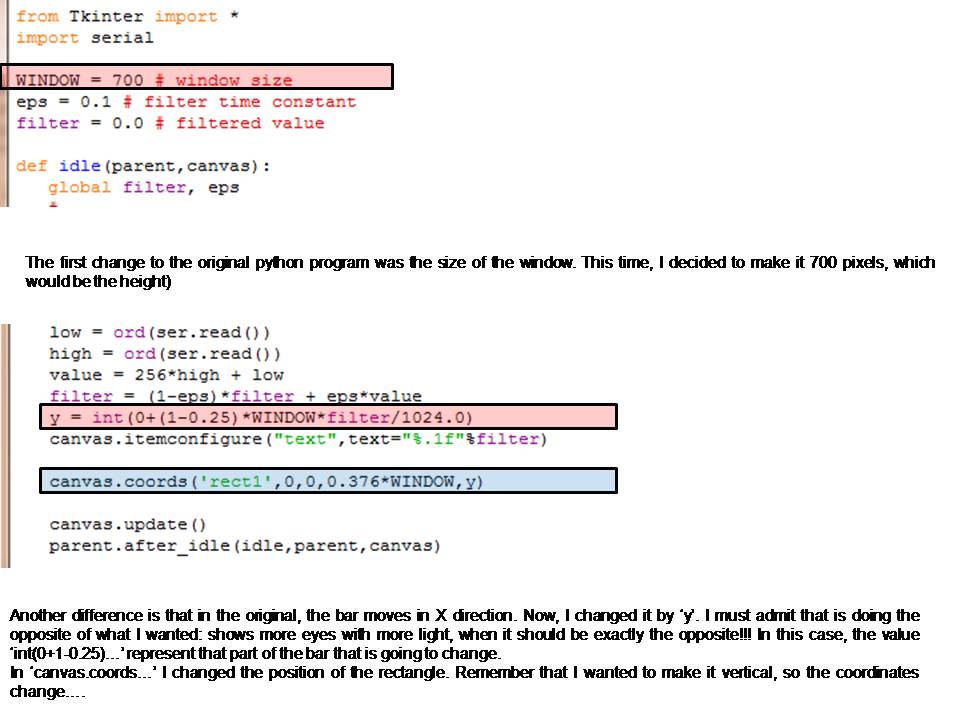 from Tkinter import *
import serial
WINDOW = 700 # window size
eps = 0.1 # filter time constant
filter = 0.0 # filtered value
def idle(parent,canvas):
global filter, eps
The first change to the original python program was the size of the window. This time, I decided to make it 700 pixels, which
would be the height)
low = ord(ser.read())
high = ord(ser.read())
value = 256*high + low
filter = (1-eps)*filter + eps*value
y = int(0+(1-0.25)*WINDOW*filter/1024.0)
canvas.itemconfigure("text",text="%.1f"%filter)
canvas.coords('rect1',0,0,0.376*WINDOW,y)
canvas.update()
parent.after_idle(idle,parent,canvas)
Another difference is that in the original, the bar moves in X direction. Now, I changed it by ‘y’. I must admit that is doing the
opposite of what I wanted: shows more eyes with more light, when it should be exactly the opposite!!! In this case, the value
‘int(0+1-0.25)…’ represent that part of the bar that is going to change.
In ‘canvas.coords…’ I changed the position of the rectangle. Remember that I wanted to make it vertical, so the coordinates
change….